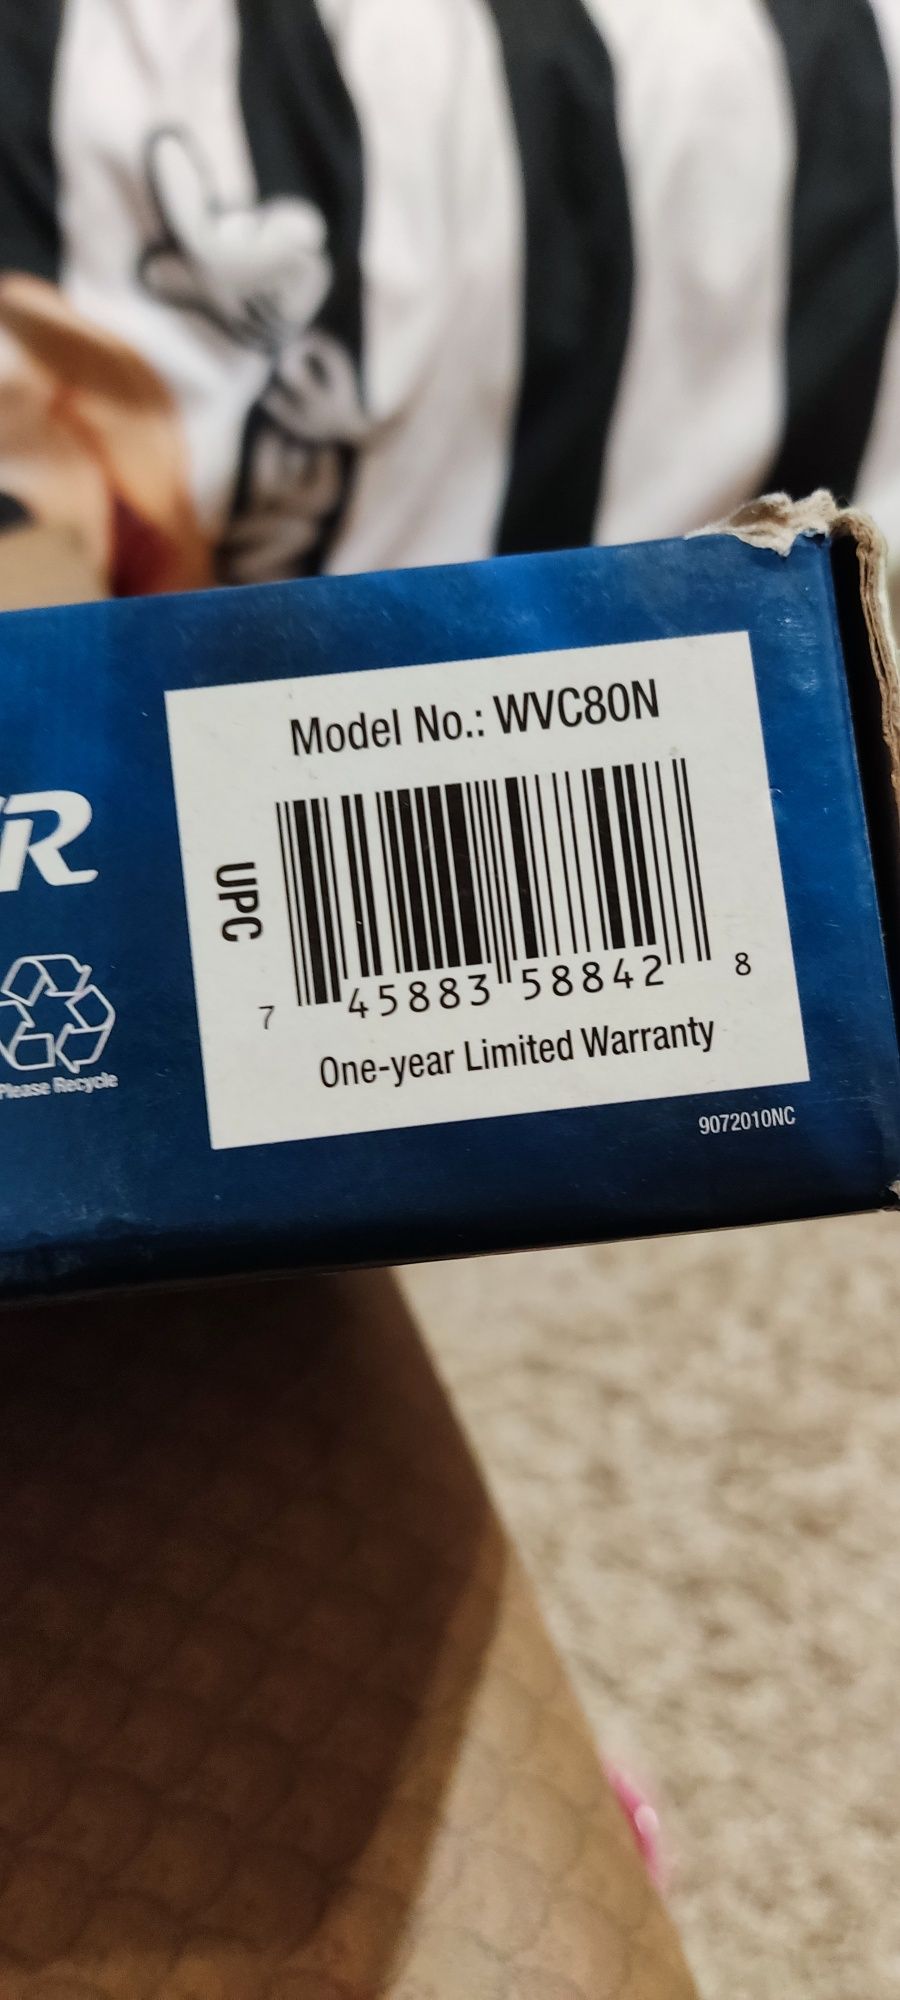 Model No.: WVC80N
UPC
7 45883 58842 8
One-year Limited Warranty
9072010NC
R
Please Recycle